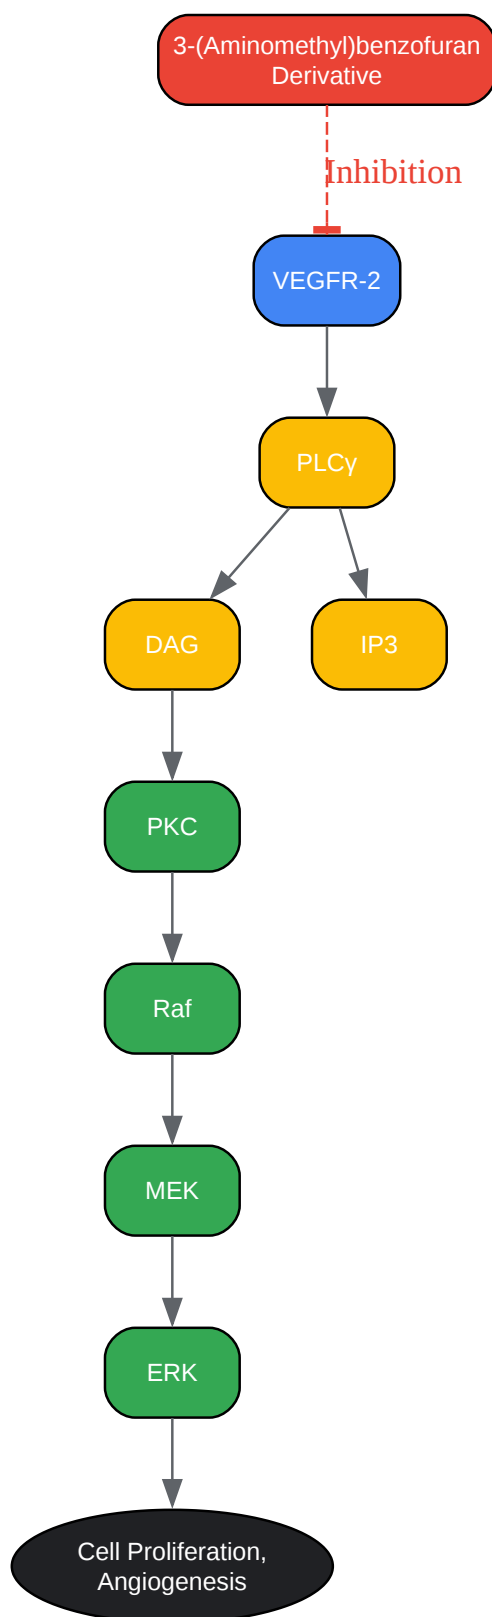 3-(Aminomethyl)benzofuran
Derivative
Inhibition
VEGFR-2
PLCγ
DAG
IP3
PKC
Raf
MEK
ERK
Cell Proliferation,
Angiogenesis